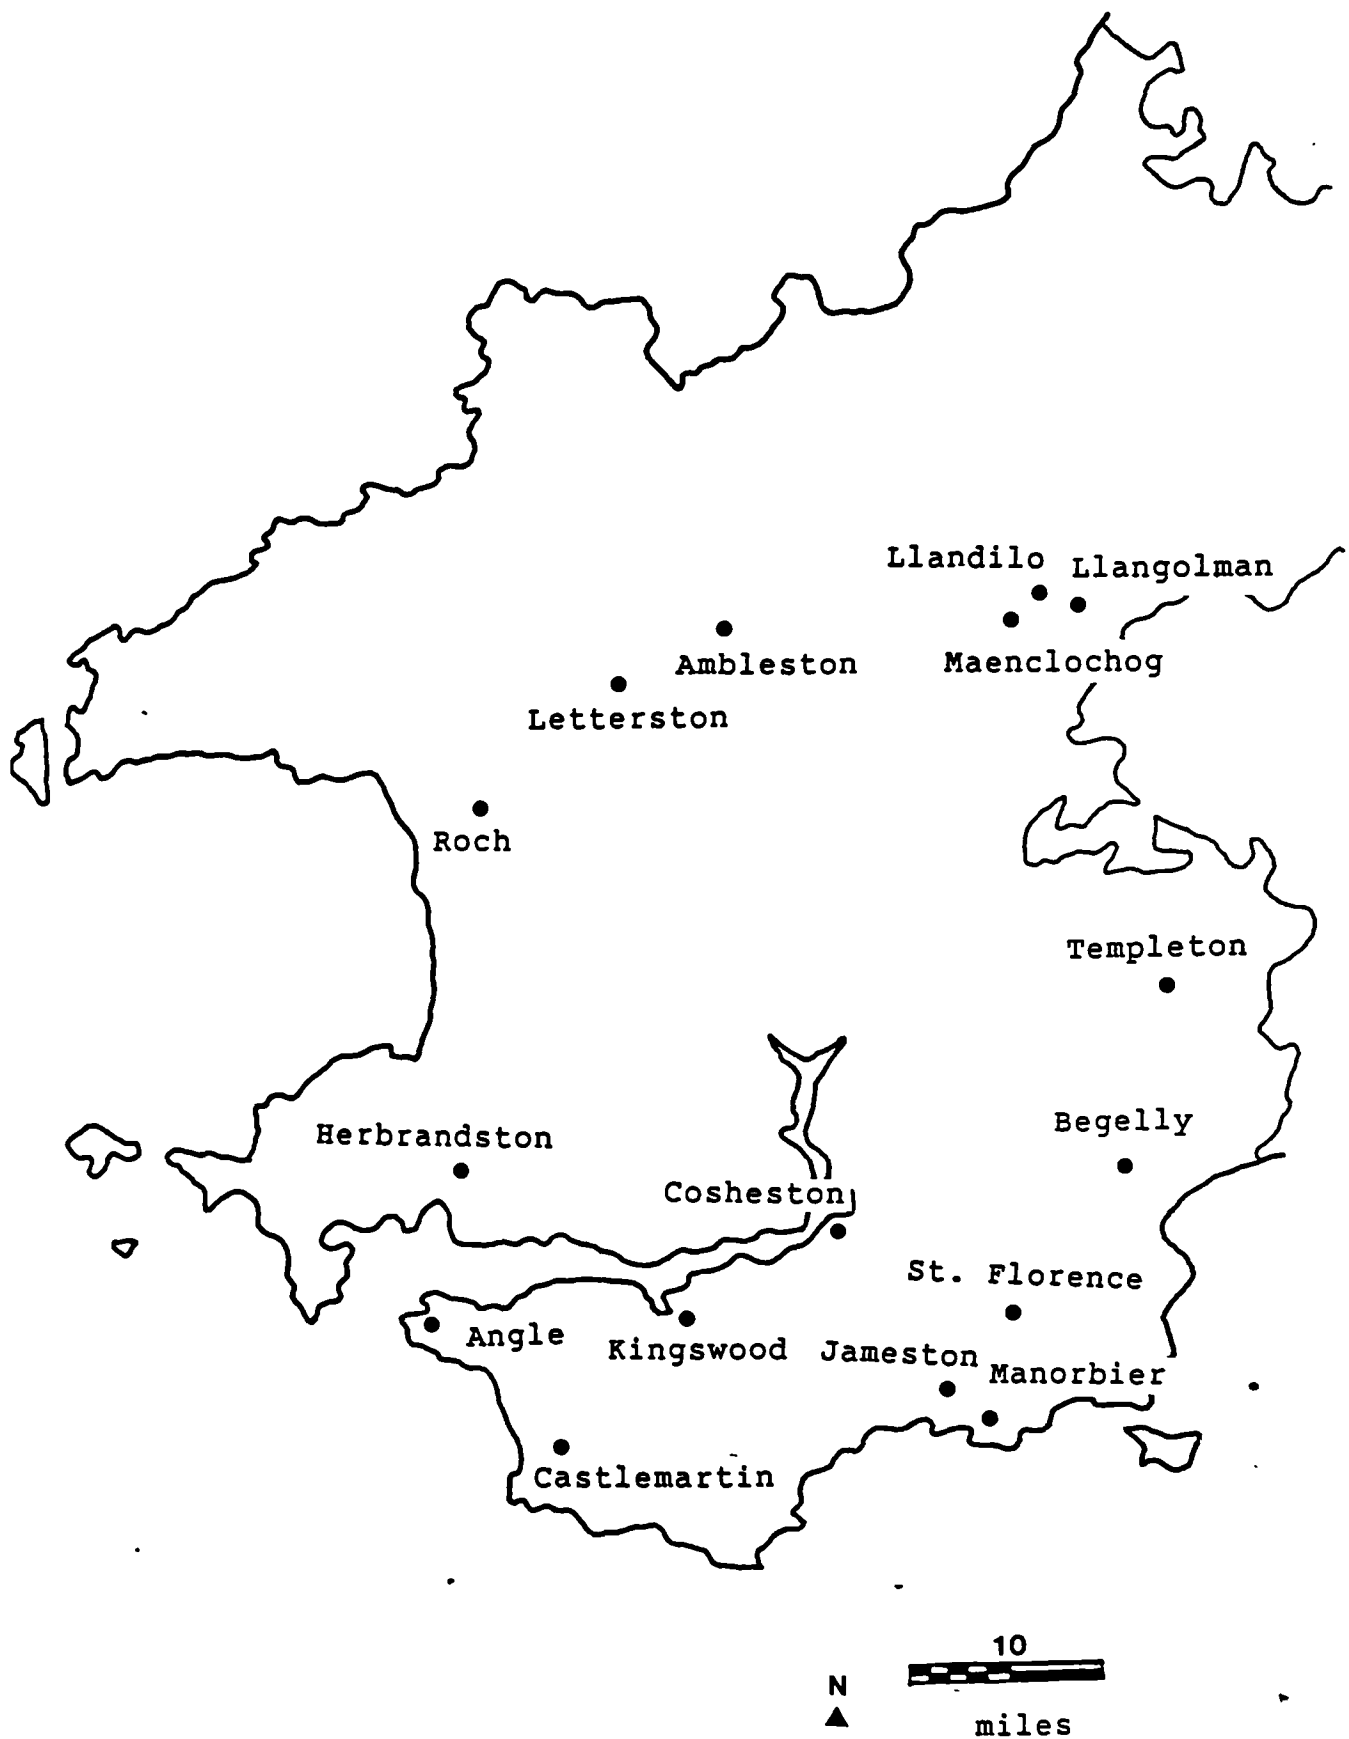 Llandilo
Llangolman
Ambleston
Maenclochog
Letterston
Roch
Templeton
Begelly
Herbrandston
Cosheston
St. Florence
Angle
Kingswood
Jameston
Manorbier
Castlemartin
10
N
miles